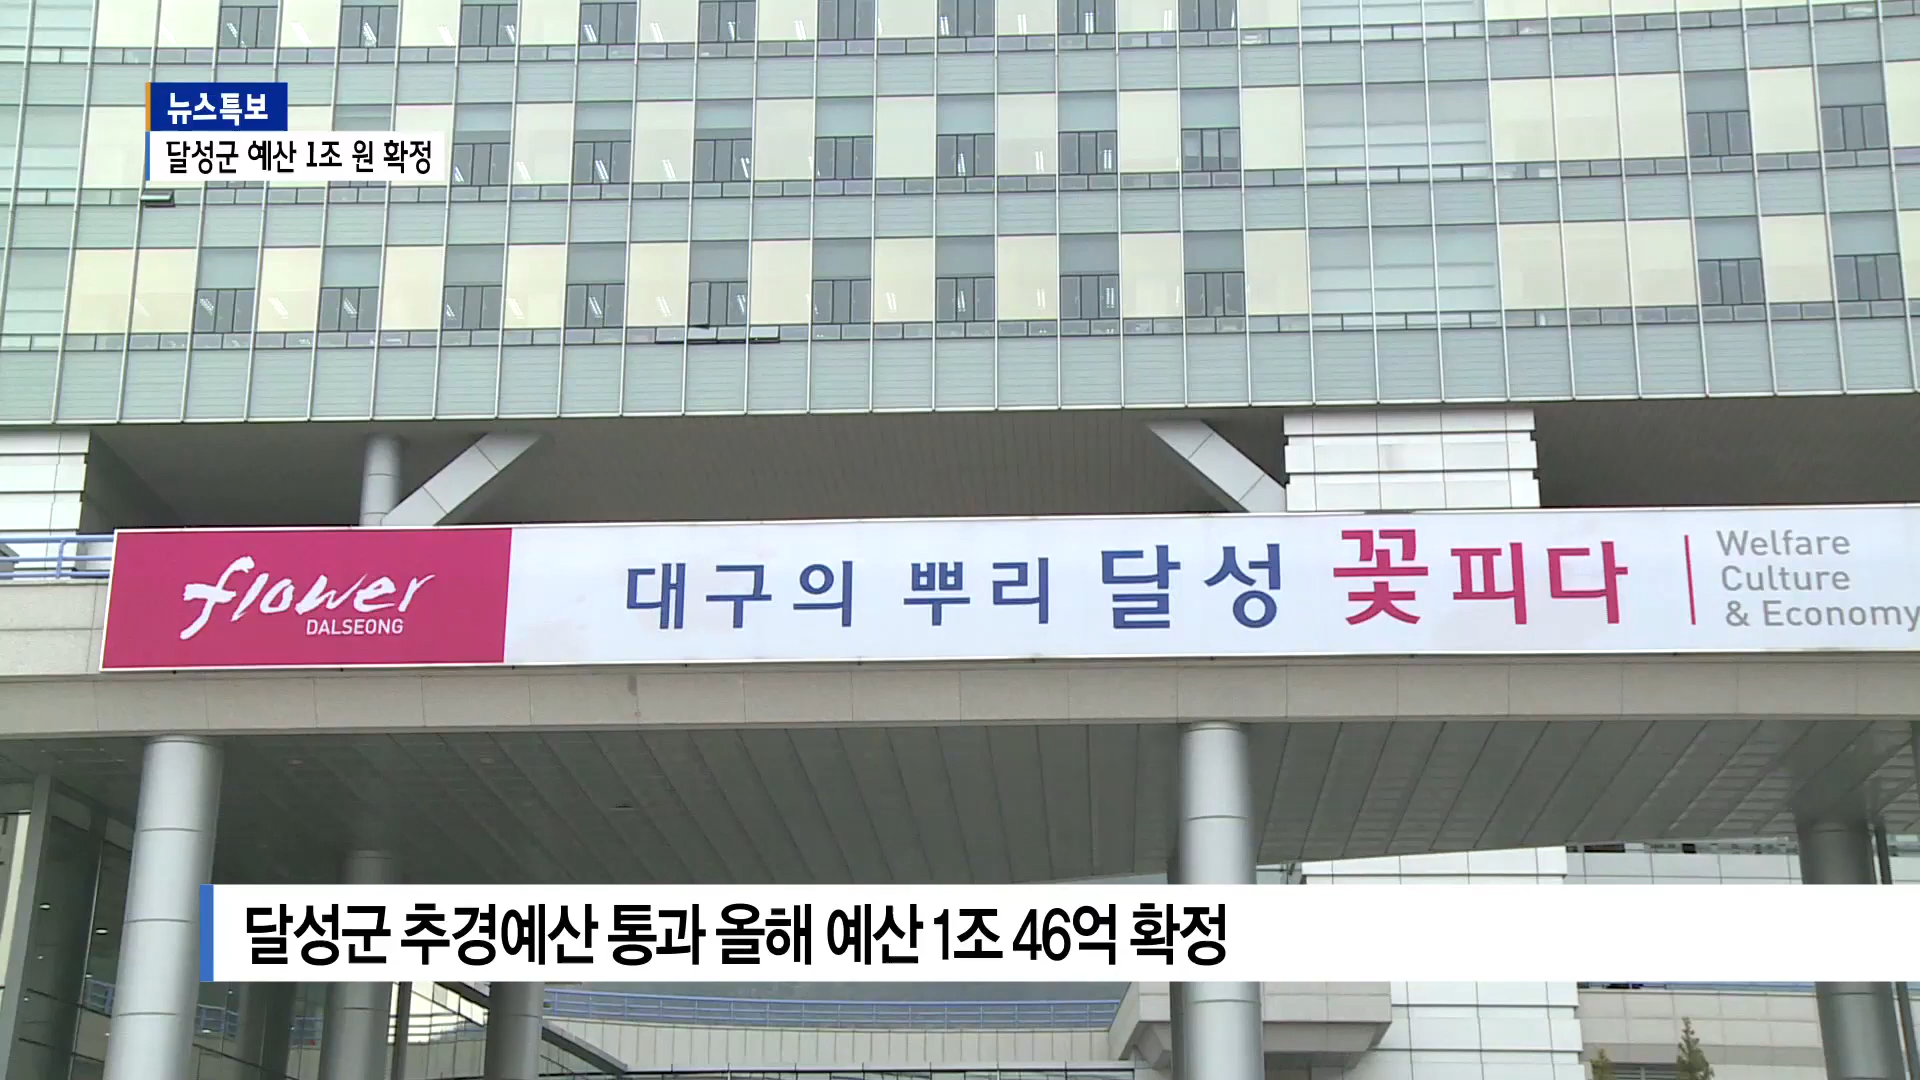 뉴스특보
달성군 예산 1조 원 확정
flower
DALSEONG
대구의 뿌리 달성 꽃피다
Welfare
Culture
& Economy
달성군 추경예산 통과 올해 예산 1조 46억 확정